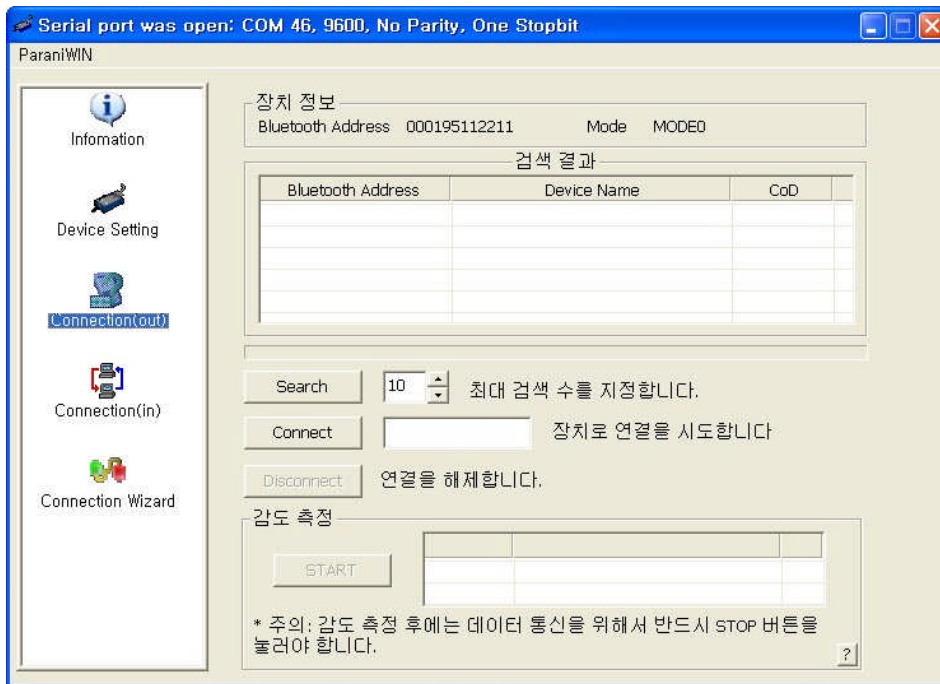 Serial port was open: COM 46, 9600, No Parity, One Stopbit
ParaniWIN
Infomation
Device Setting
Connection(out)
Connection(in)
Connection Wizard
장치 정보
Bluetooth Address 000195112211 Mode MODE0
검색 결과
Bluetooth Address Device Name CoD
Search 10 최대 검색 수를 지정합니다.
Connect 장치로 연결을 시도합니다
Disconnect 연결을 해제합니다.
감도 측정
START
* 주의: 감도 측정 후에는 데이터 통신을 위해서 반드시 STOP 버튼을
눌러야 합니다.
?